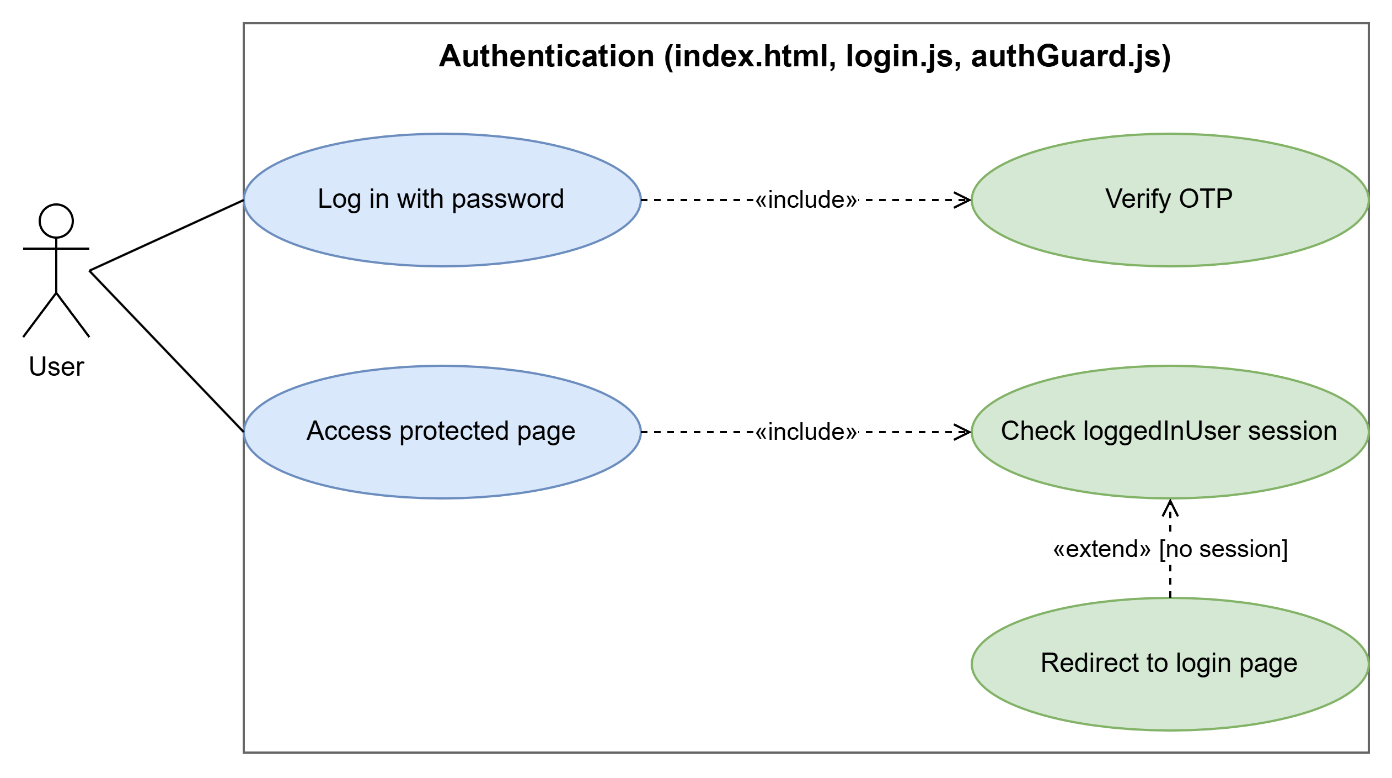 Authentication (index.html, login.js, authGuard.js)
Log in with password
«include»
Verify OTP
User
Access protected page
«include»
Check loggedInUser session
«extend» [no session]
Redirect to login page